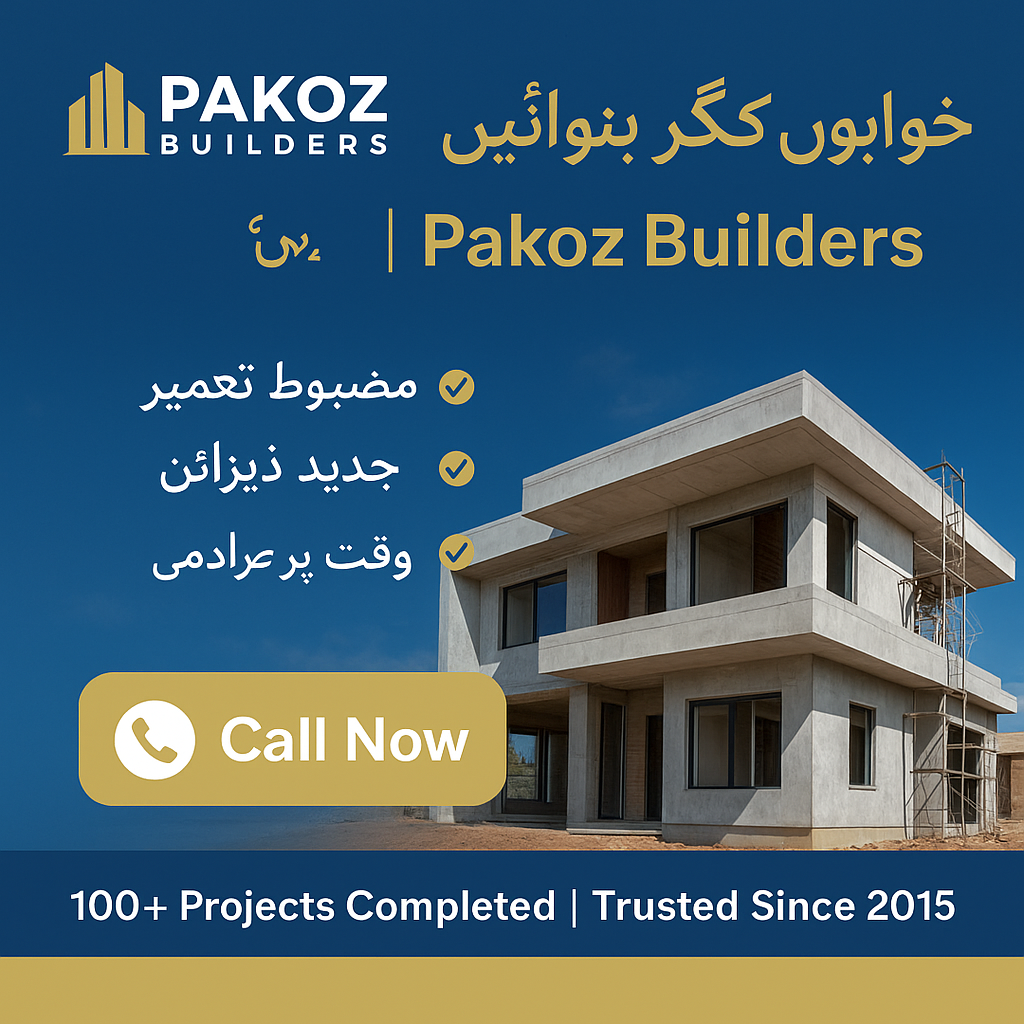 PAKOZ
BUILDERS
خوابوں کگر بنوائیں
Pakoz Builders |
مضبوط تعمیر
جدید ذیزائن
وقت پر عرادمی
Call Now
100+ Projects Completed | Trusted Since 2015